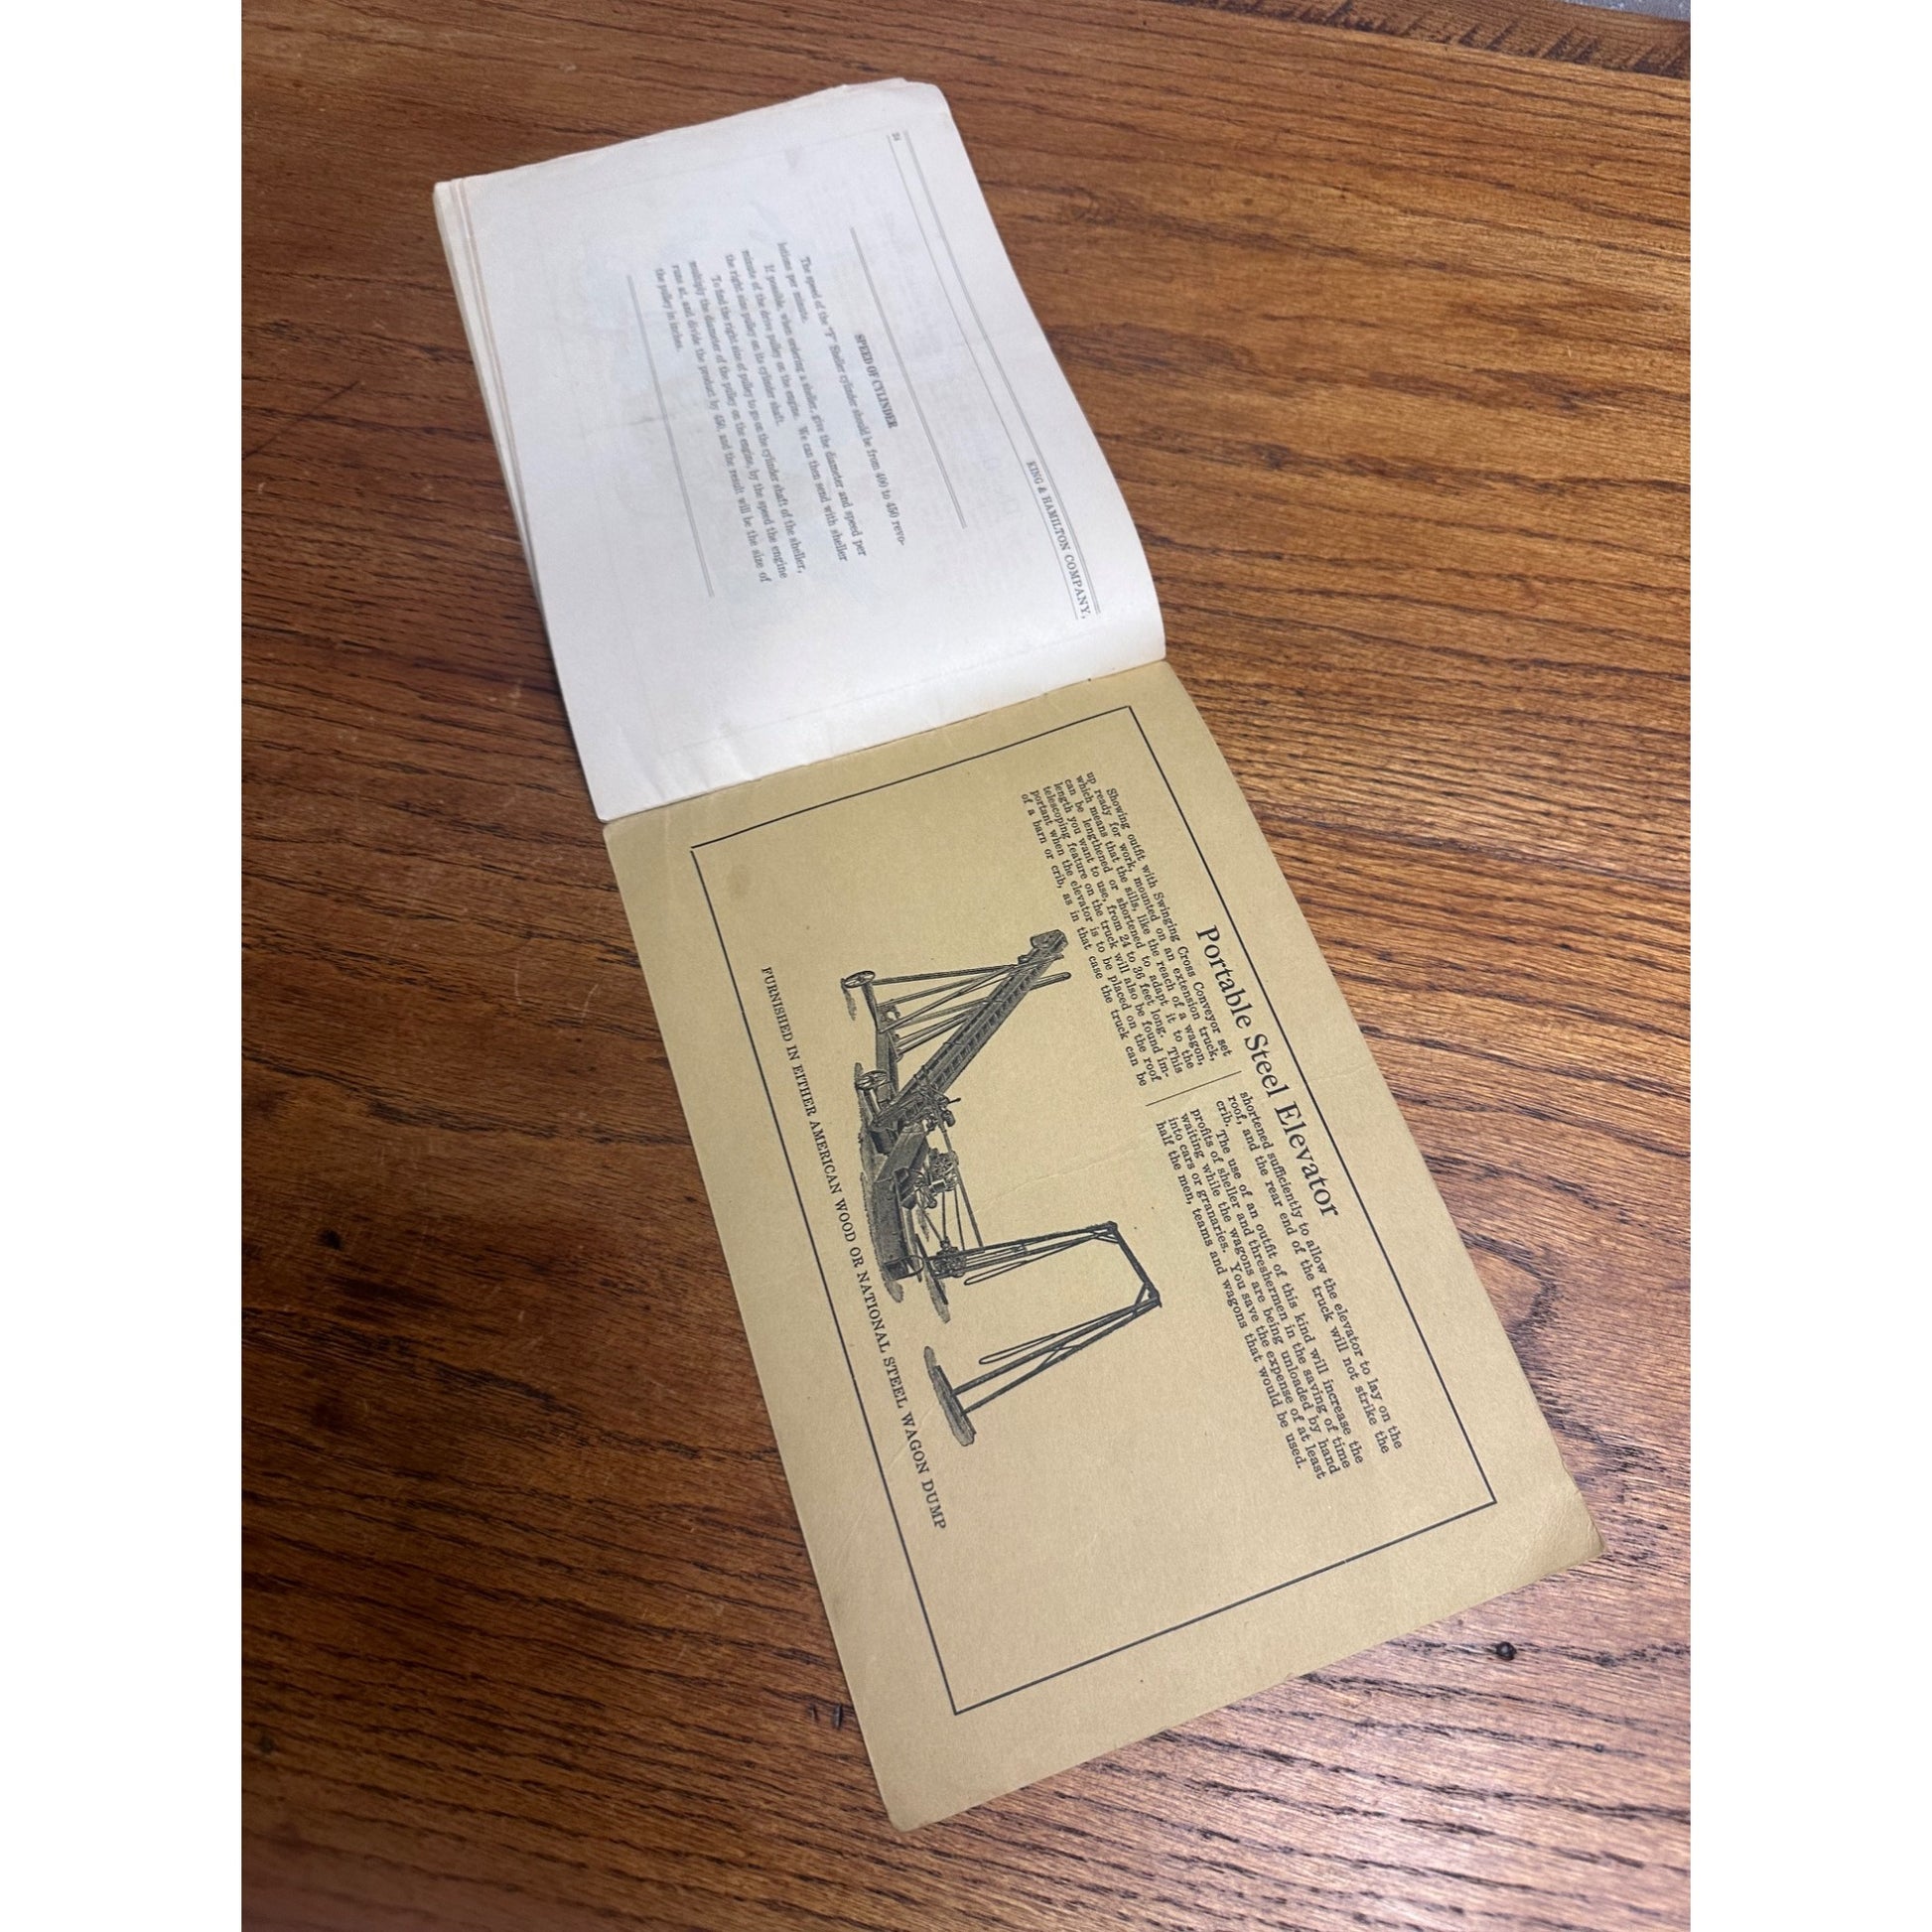 KING & HAMILTON COMPANY,
SPEED OF CYLINDER
The speed of the "F" Sheller cylinder should be from 400 to 450 revo-
lutions per minute.
If possible, when ordering a sheller, give the diameter and speed per
minute of the drive pulley on the engine. We can then send with sheller
the right size pulley on its cylinder shaft.
To find the right size of pulley to go on the cylinder shaft of the sheller,
multiply the diameter of the pulley on the engine, by the speed the engine
runs at, and divide the product by 450, and the result will be the size of
the pulley in inches.
Portable Steel Elevator
Showing outfit with Swinging Cross Conveyor set
up ready for work, mounted on an extension truck,
which means that the sills, like the reach of a wagon,
can be lengthened or shortened to adapt it to the
length you want to use, from 24 to 36 feet long. This
telescoping feature on the truck will also be found im-
portant when the elevator is to be placed on the roof
of a barn or crib, as in that case the truck can be
shortened sufficiently to allow the elevator to lay on the
roof, and the rear end of the truck will not strike the
crib. The use of an outfit of this kind will increase the
profits of sheller and threshermen in the saving of time
waiting while the wagons are being unloaded by hand
into cars or granaries. You save the expense of at least
half the men, teams and wagons that would be used.
FURNISHED IN EITHER AMERICAN WOOD OR NATIONAL STEEL WAGON DUMP